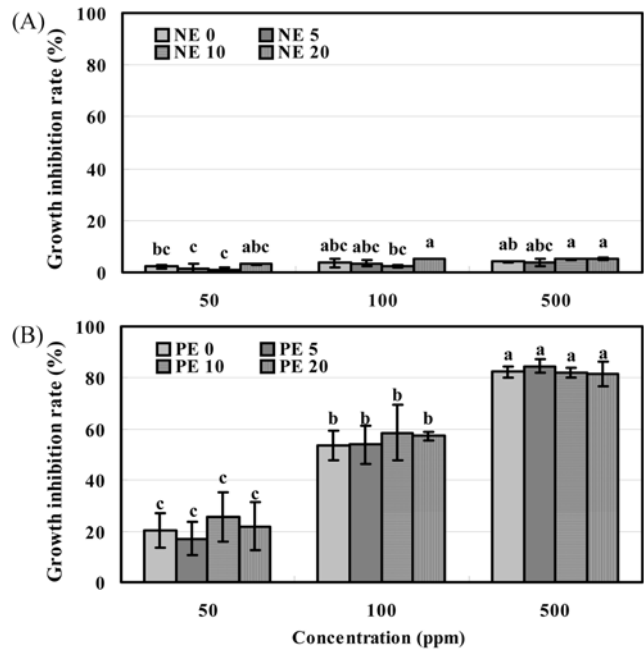 (A)
Growth inhibition rate (%)
100
80
60
40
20
0
NE 0 NE 5
NE 10 NE 20
bc c c abc
abc abc bc a
ab abc a a
50 100 500
(B)
Growth inhibition rate (%)
100
80
60
40
20
0
PE 0 PE 5
PE 10 PE 20
c c c c
b b b b
a a a a
50 100 500
Concentration (ppm)